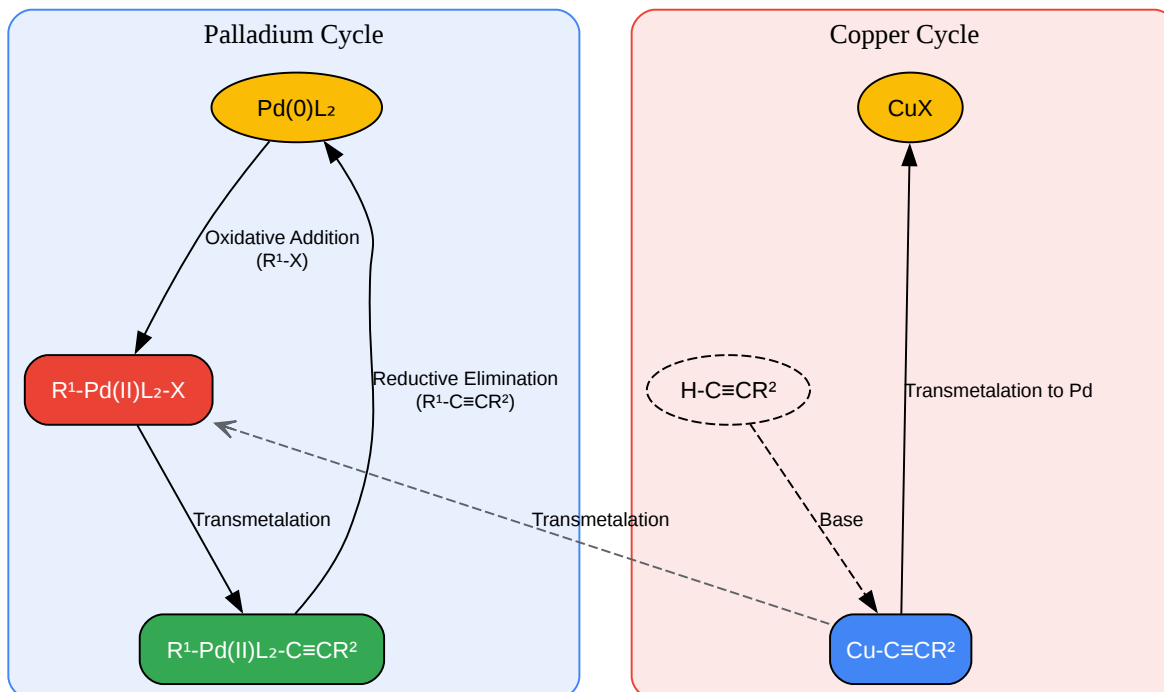 Palladium Cycle
Pd(0)L₂
Oxidative Addition
(R¹-X)
R¹-Pd(II)L₂-X
Reductive Elimination
(R¹-C≡CR²)
Transmetalation
R¹-Pd(II)L₂-C≡CR²
Transmetalation
Copper Cycle
CuX
H-C≡CR²
Transmetalation to Pd
Base
Cu-C≡CR²